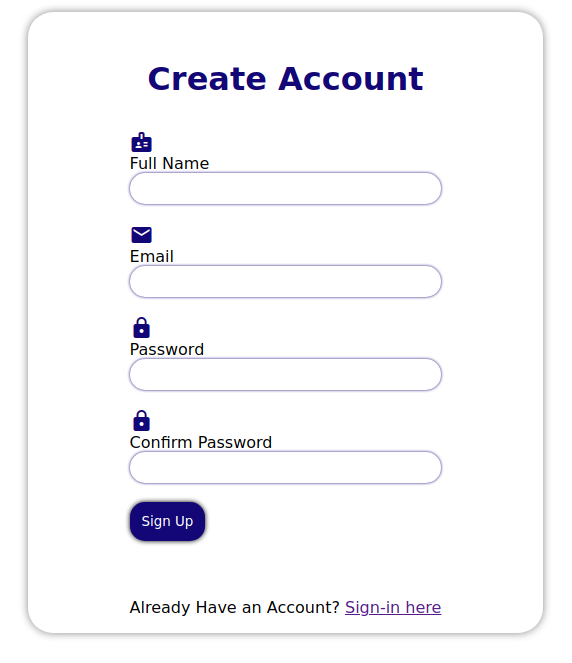 Create Account
Full Name
Email
Password
Confirm Password
Sign Up
Already Have an Account? Sign-in here